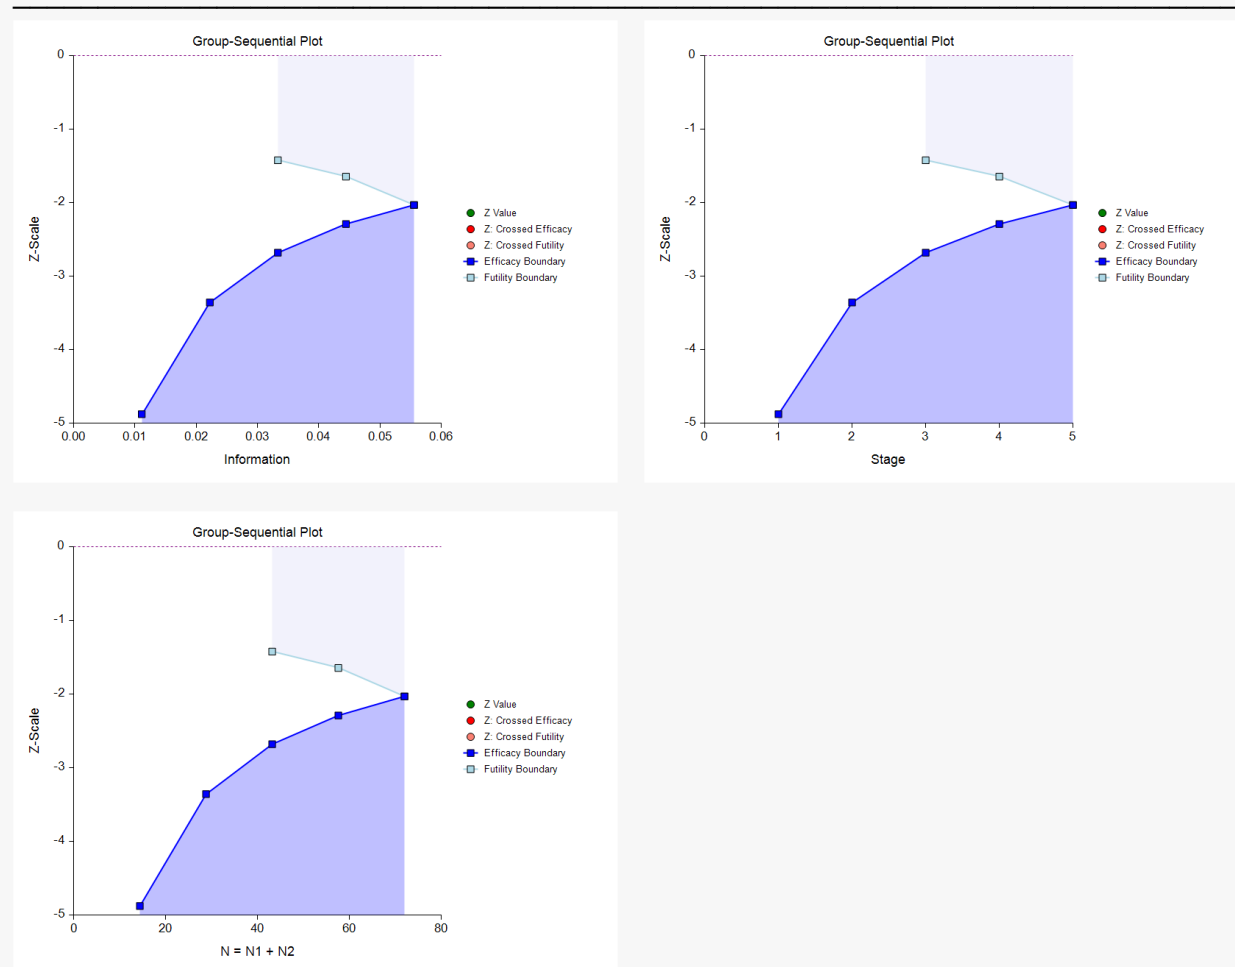 Group-Sequential Plot
0
-1
-2
-3
-4
-5
Z-Scale
0.00 0.01 0.02 0.03 0.04 0.05 0.06
Information
Z Value
Z: Crossed Efficacy
Z: Crossed Futility
Efficacy Boundary
Futility Boundary
Group-Sequential Plot
0
-1
-2
-3
-4
-5
Z-Scale
0 1 2 3 4 5
Stage
Z Value
Z: Crossed Efficacy
Z: Crossed Futility
Efficacy Boundary
Futility Boundary
Group-Sequential Plot
0
-1
-2
-3
-4
-5
Z-Scale
0 20 40 60 80
N = N1 + N2
Z Value
Z: Crossed Efficacy
Z: Crossed Futility
Efficacy Boundary
Futility Boundary